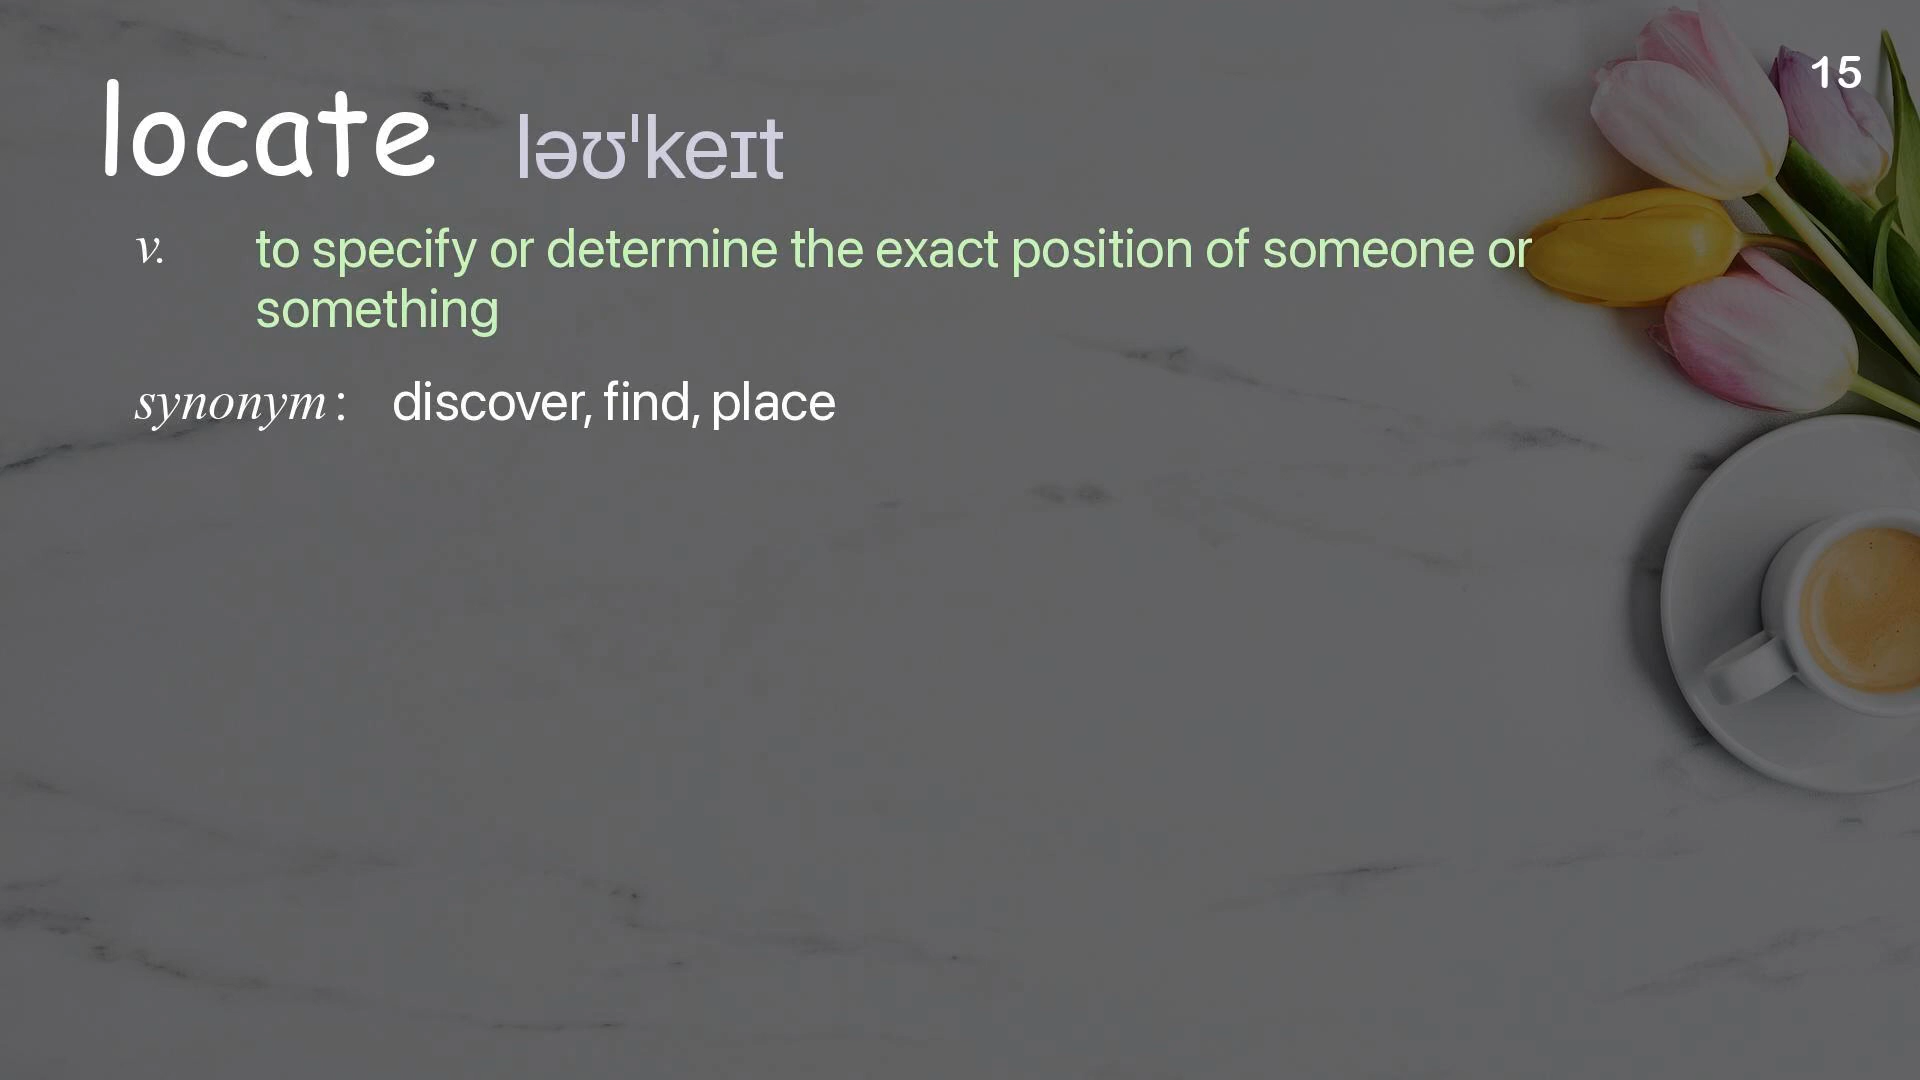 15
locate ləʊˈkeɪt
v. to specify or determine the exact position of someone or
something
synonym : discover, find, place